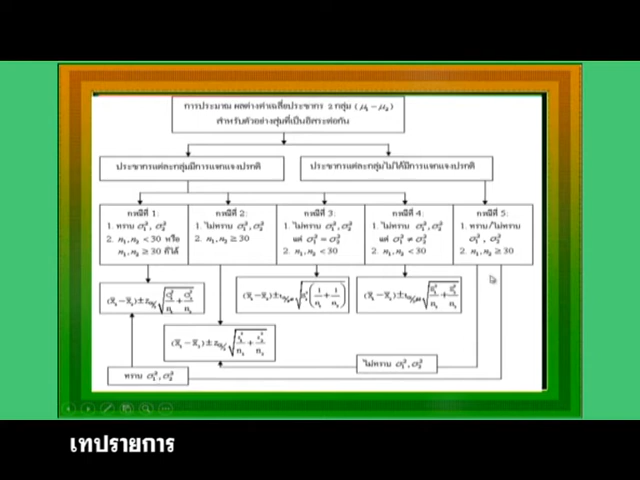 การประมาณ ผลต่างค่าเฉลี่ยประชากร 2 กลุ่ม (μ₁ − μ₂)
สำหรับตัวอย่างสุ่มที่เป็นอิสระต่อกัน
ประชากรแต่ละกลุ่มมีการแจกแจงปรกติ
ประชากรแต่ละกลุ่มไม่ได้มีการแจกแจงปรกติ
กรณีที่ 1:
1. ทราบ σ₁², σ₂²
2. n₁, n₂ < 30 หรือ
n₁, n₂ ≥ 30 ก็ได้
กรณีที่ 2:
1. ไม่ทราบ σ₁², σ₂²
2. n₁, n₂ ≥ 30
กรณีที่ 3:
1. ไม่ทราบ σ₁², σ₂²
แต่ σ₁² = σ₂²
2. n₁, n₂ < 30
กรณีที่ 4:
1. ไม่ทราบ σ₁², σ₂²
แต่ σ₁² ≠ σ₂²
2. n₁, n₂ < 30
กรณีที่ 5:
1. ทราบ/ไม่ทราบ
σ₁², σ₂²
2. n₁, n₂ ≥ 30
ไม่ทราบ σ₁², σ₂²
ทราบ σ₁², σ₂²
เทปรายการ